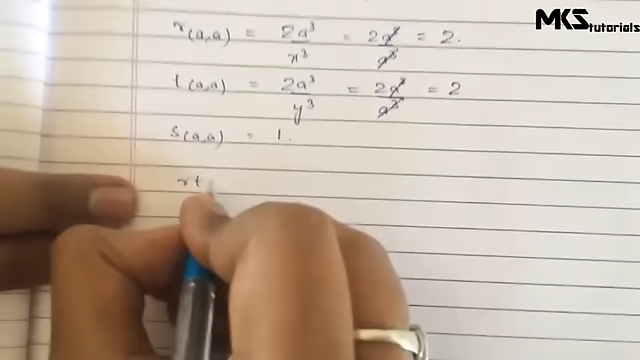 MKS tutorials
r(a,a) = 2a³/x³ = 2a³/a³ = 2.
t(a,a) = 2a³/y³ = 2a³/a³ = 2
s(a,a) = 1.
rt